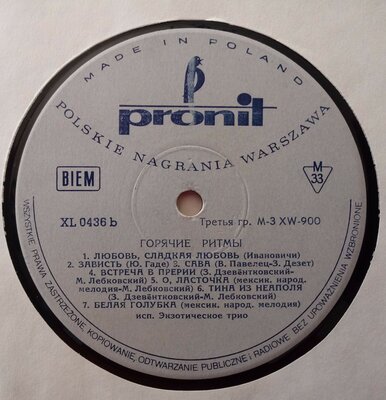 MADE IN POLAND
pronit
POLSKIE NAGRANIA WARSZAWA
BIEM
M
33
XL 0436 b
Третья гр. М-3 XW-900
ГОРЯЧИЕ РИТМЫ
1. ЛЮБОВЬ, СЛАДКАЯ ЛЮБОВЬ (Ивановичи)
2. ЗАВИСТЬ (Ю. Гаде) 3. САВА (В. Павелец-З. Дезет)
4. ВСТРЕЧА В ПРЕРИИ (З. Дзевёнтковский-
М. Лебковский) 5. О, ЛАСТОЧКА (мексик. народ.
мелодия-М. Лебковский) 6. ТИНА ИЗ НЕАПОЛЯ
(З. Дзевёнтковский-М. Лебковский)
7. БЕЛАЯ ГОЛУБКА (мексик. народ. мелодия)
исп. Экзотическое трио
WSZYSTKIE PRAWA ZASTRZEŻONE, KOPIOWANIE, ODTWARZANIE PUBLICZNE i RADIOWE BEZ UPOWAŻNIENIA WZBRONIONE